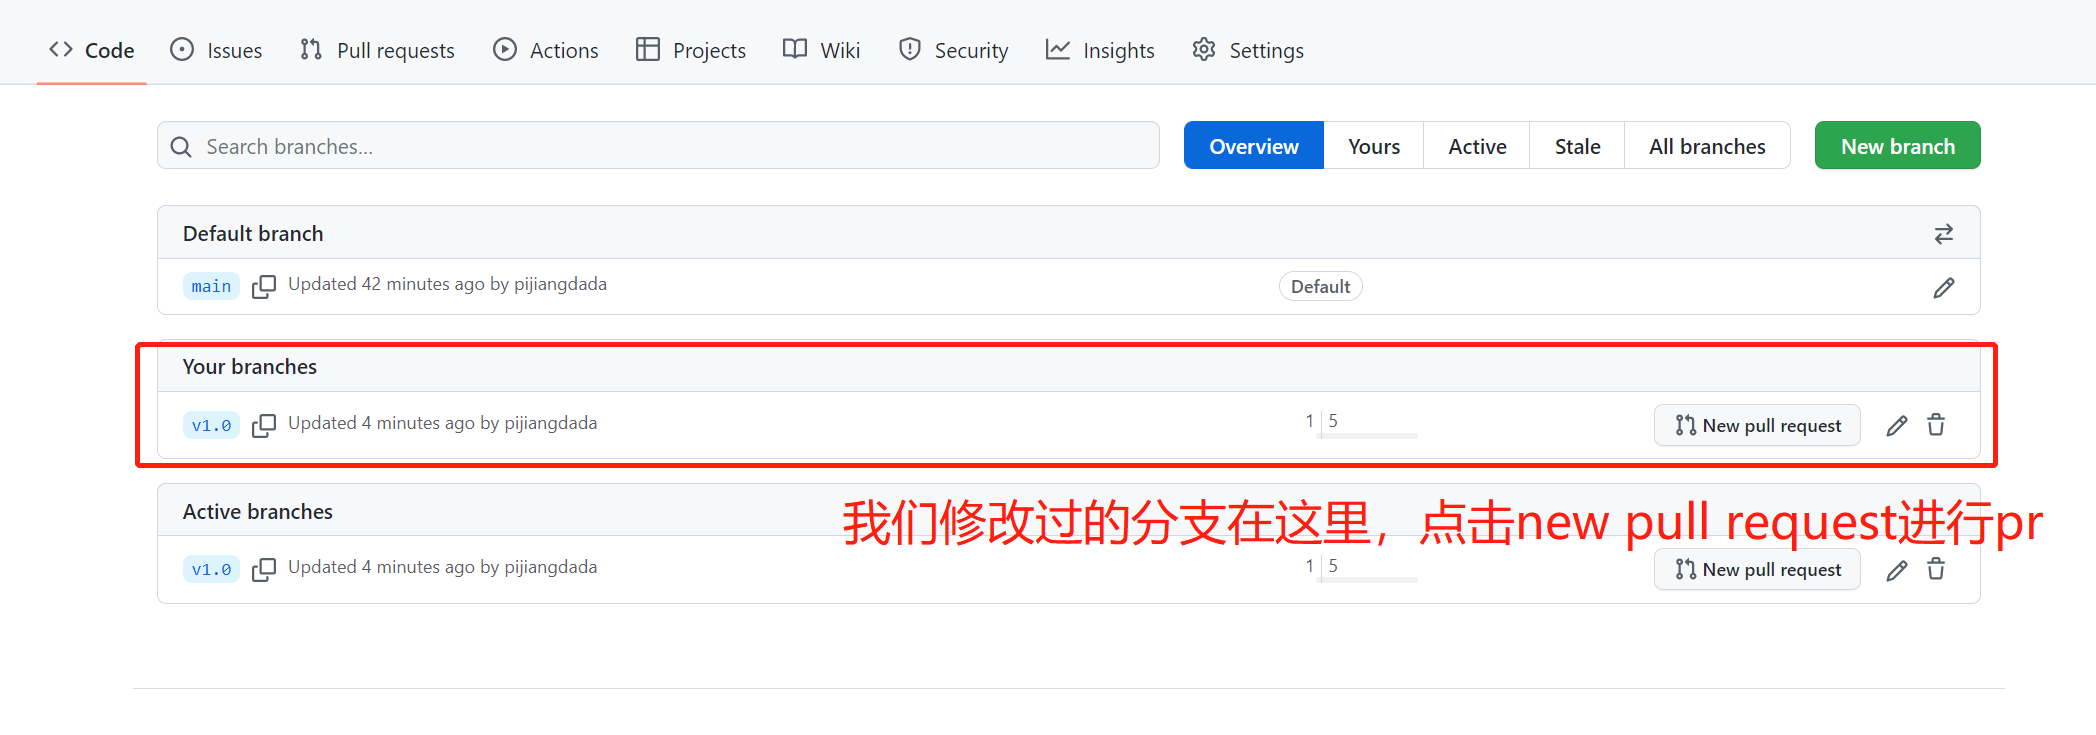 Code Issues Pull requests Actions Projects Wiki Security Insights Settings
Search branches... Overview Yours Active Stale All branches New branch
Default branch
main Updated 42 minutes ago by pijiangdada Default
Your branches
v1.0 Updated 4 minutes ago by pijiangdada 1 5 New pull request
Active branches
我们修改过的分支在这里，点击new pull request进行pr
v1.0 Updated 4 minutes ago by pijiangdada 1 5 New pull request